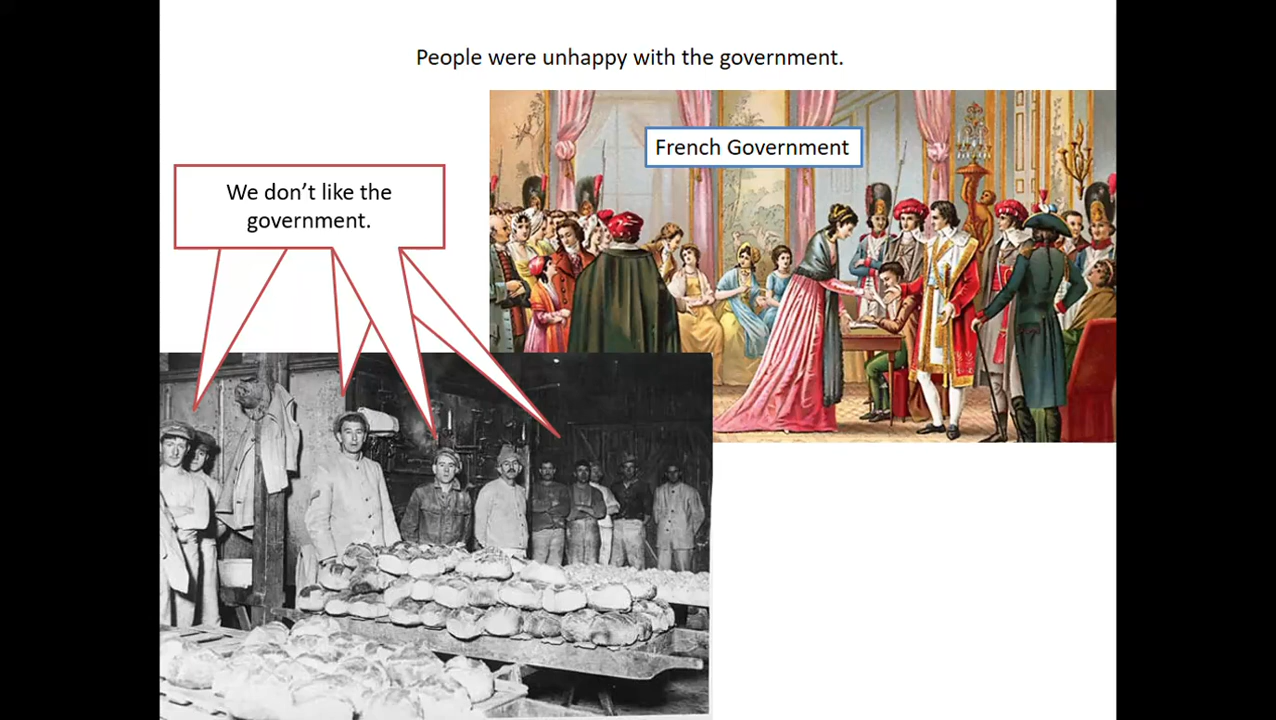 People were unhappy with the government.
French Government
We don’t like the
government.